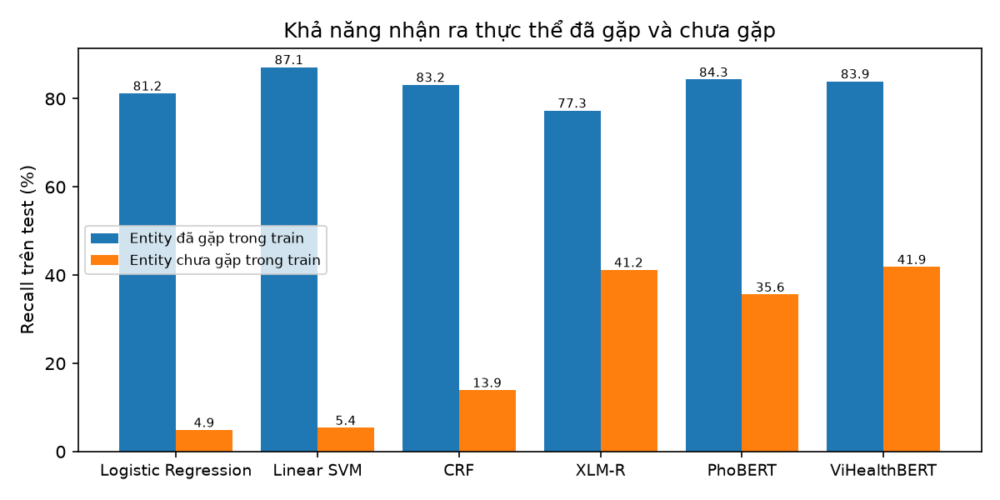 Khả năng nhận ra thực thể đã gặp và chưa gặp
Recall trên test (%)
80
60
40
20
0
81.2
4.9
87.1
5.4
83.2
13.9
77.3
41.2
84.3
35.6
83.9
41.9
Entity đã gặp trong train
Entity chưa gặp trong train
Logistic Regression
Linear SVM
CRF
XLM-R
PhoBERT
ViHealthBERT